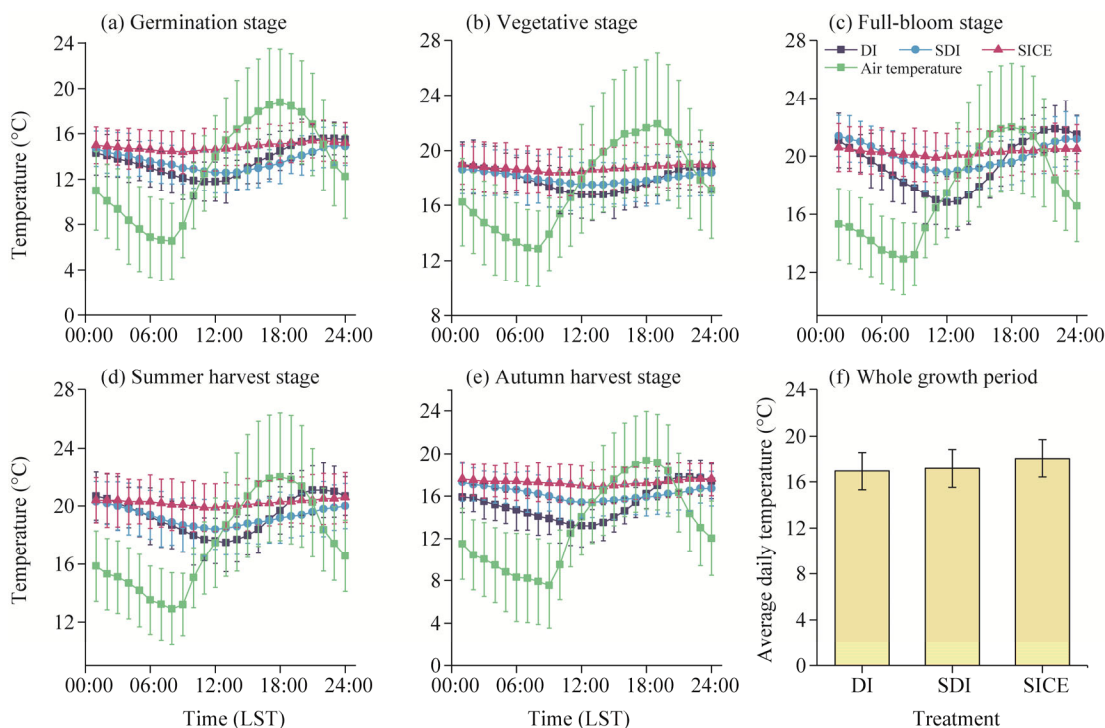 (a) Germination stage
24
20
16
12
8
4
0
00:00 06:00 12:00 18:00 24:00
Temperature (°C)
(b) Vegetative stage
28
24
20
16
12
8
00:00 06:00 12:00 18:00 24:00
(c) Full-bloom stage
DI SDI SICE
Air temperature
28
24
20
16
12
00:00 06:00 12:00 18:00 24:00
(d) Summer harvest stage
28
24
20
16
12
00:00 06:00 12:00 18:00 24:00
Temperature (°C)
Time (LST)
(e) Autumn harvest stage
28
24
20
16
12
8
4
0
00:00 06:00 12:00 18:00 24:00
Time (LST)
(f) Whole growth period
24
20
16
12
8
4
0
Average daily temperature (°C)
DI SDI SICE
Treatment